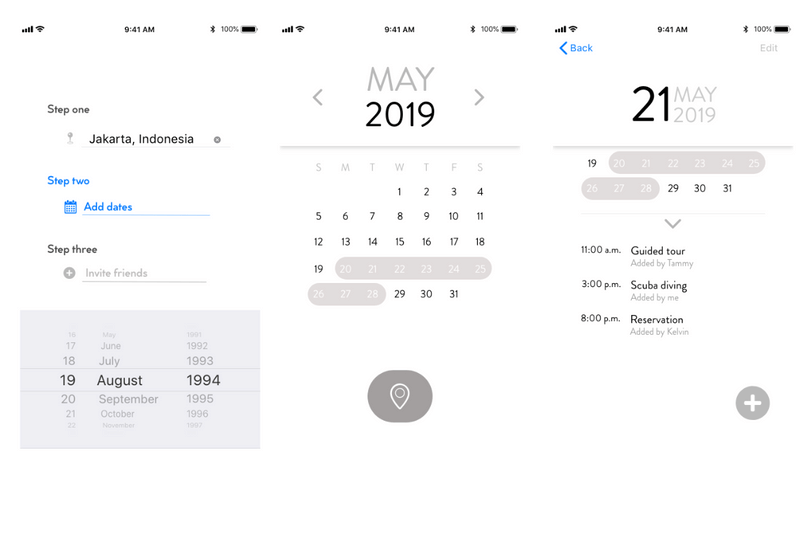 9:41 AM 100%
Step one
Jakarta, Indonesia
Step two
Add dates
Step three
Invite friends
16 May 1991
17 June 1992
18 July 1993
19 August 1994
20 September 1995
21 October 1996
22 November 1997
9:41 AM 100%
MAY
2019
S M T W T F S
1 2 3 4
5 6 7 8 9 10 11
12 13 14 15 16 17 18
19 20 21 22 23 24 25
26 27 28 29 30 31
9:41 AM 100%
Back Edit
21 MAY
2019
19 20 21 22 23 24 25
26 27 28 29 30 31
11:00 a.m. Guided tour
Added by Tammy
3:00 p.m. Scuba diving
Added by me
8:00 p.m. Reservation
Added by Kelvin